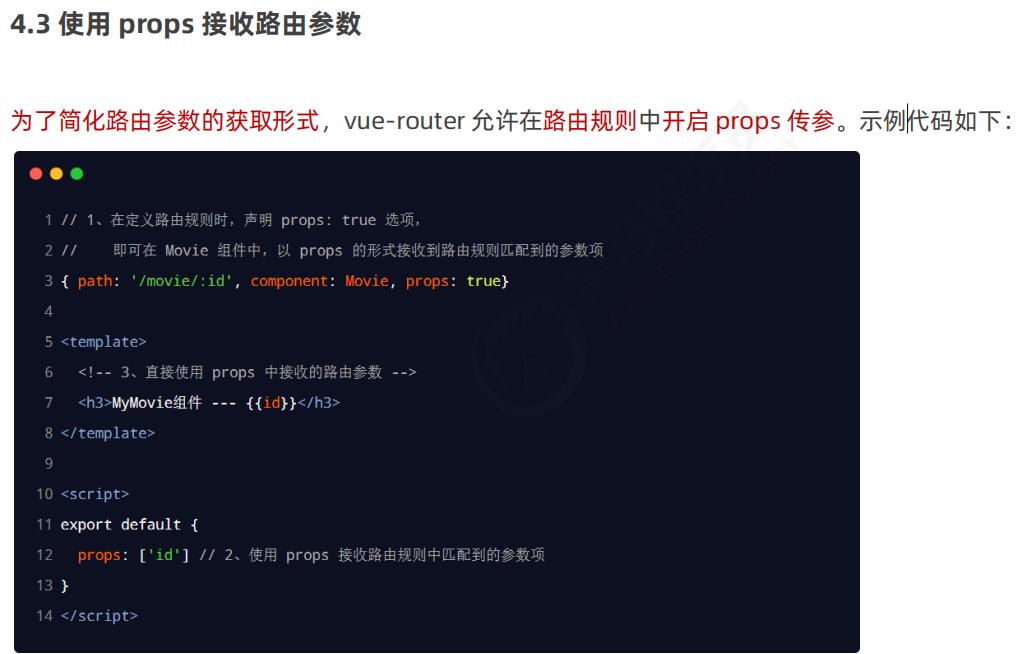 4.3 使用 props 接收路由参数
为了简化路由参数的获取形式，vue-router 允许在路由规则中开启 props 传参。示例代码如下：
1 // 1、在定义路由规则时，声明 props: true 选项，
2 //    即可在 Movie 组件中，以 props 的形式接收到路由规则匹配到的参数项
3 { path: '/movie/:id', component: Movie, props: true}
4
5 <template>
6   <!-- 3、直接使用 props 中接收的路由参数 -->
7   <h3>MyMovie组件 --- {{id}}</h3>
8 </template>
9
10 <script>
11 export default {
12   props: ['id'] // 2、使用 props 接收路由规则中匹配到的参数项
13 }
14 </script>